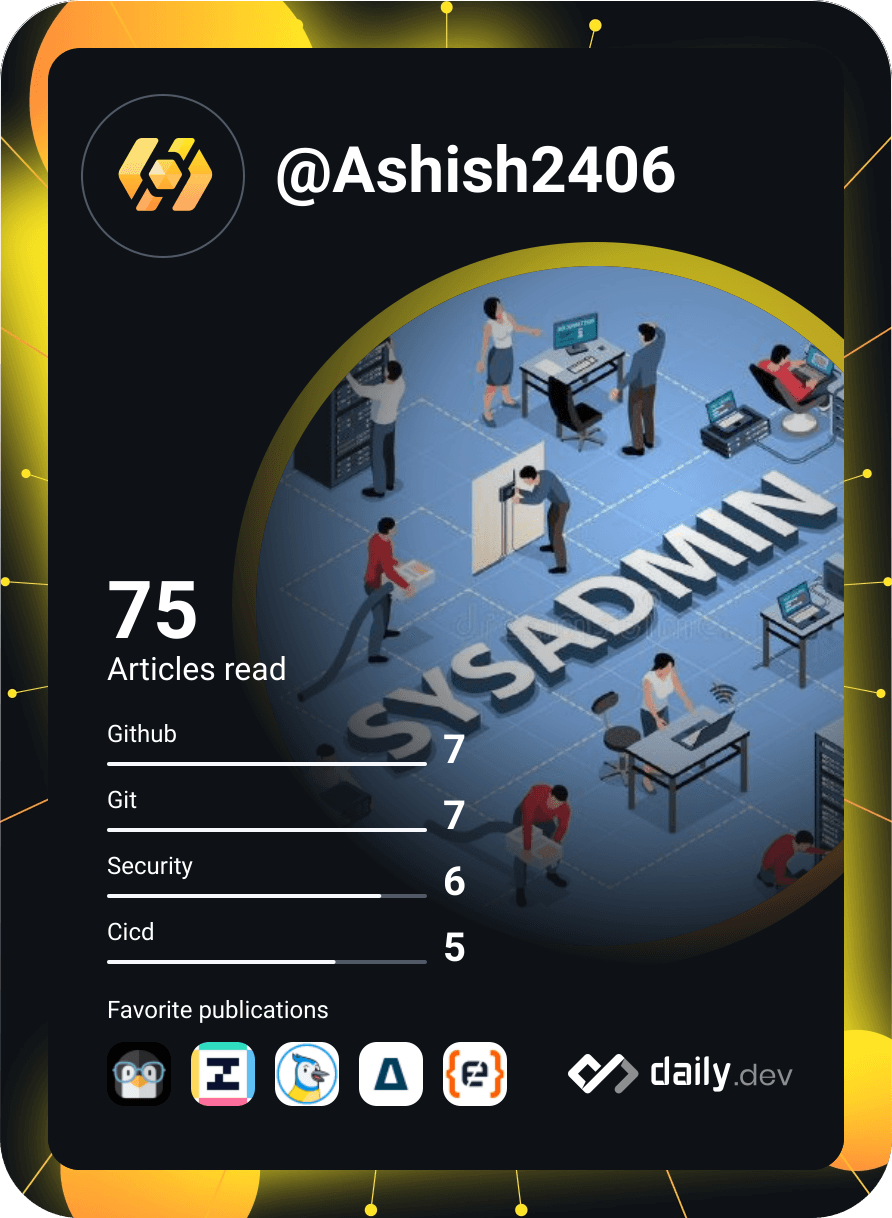 @Ashish2406
SYSADMIN
75
Articles read
Github
7
Git
7
Security
6
Cicd
5
Favorite publications
daily.dev